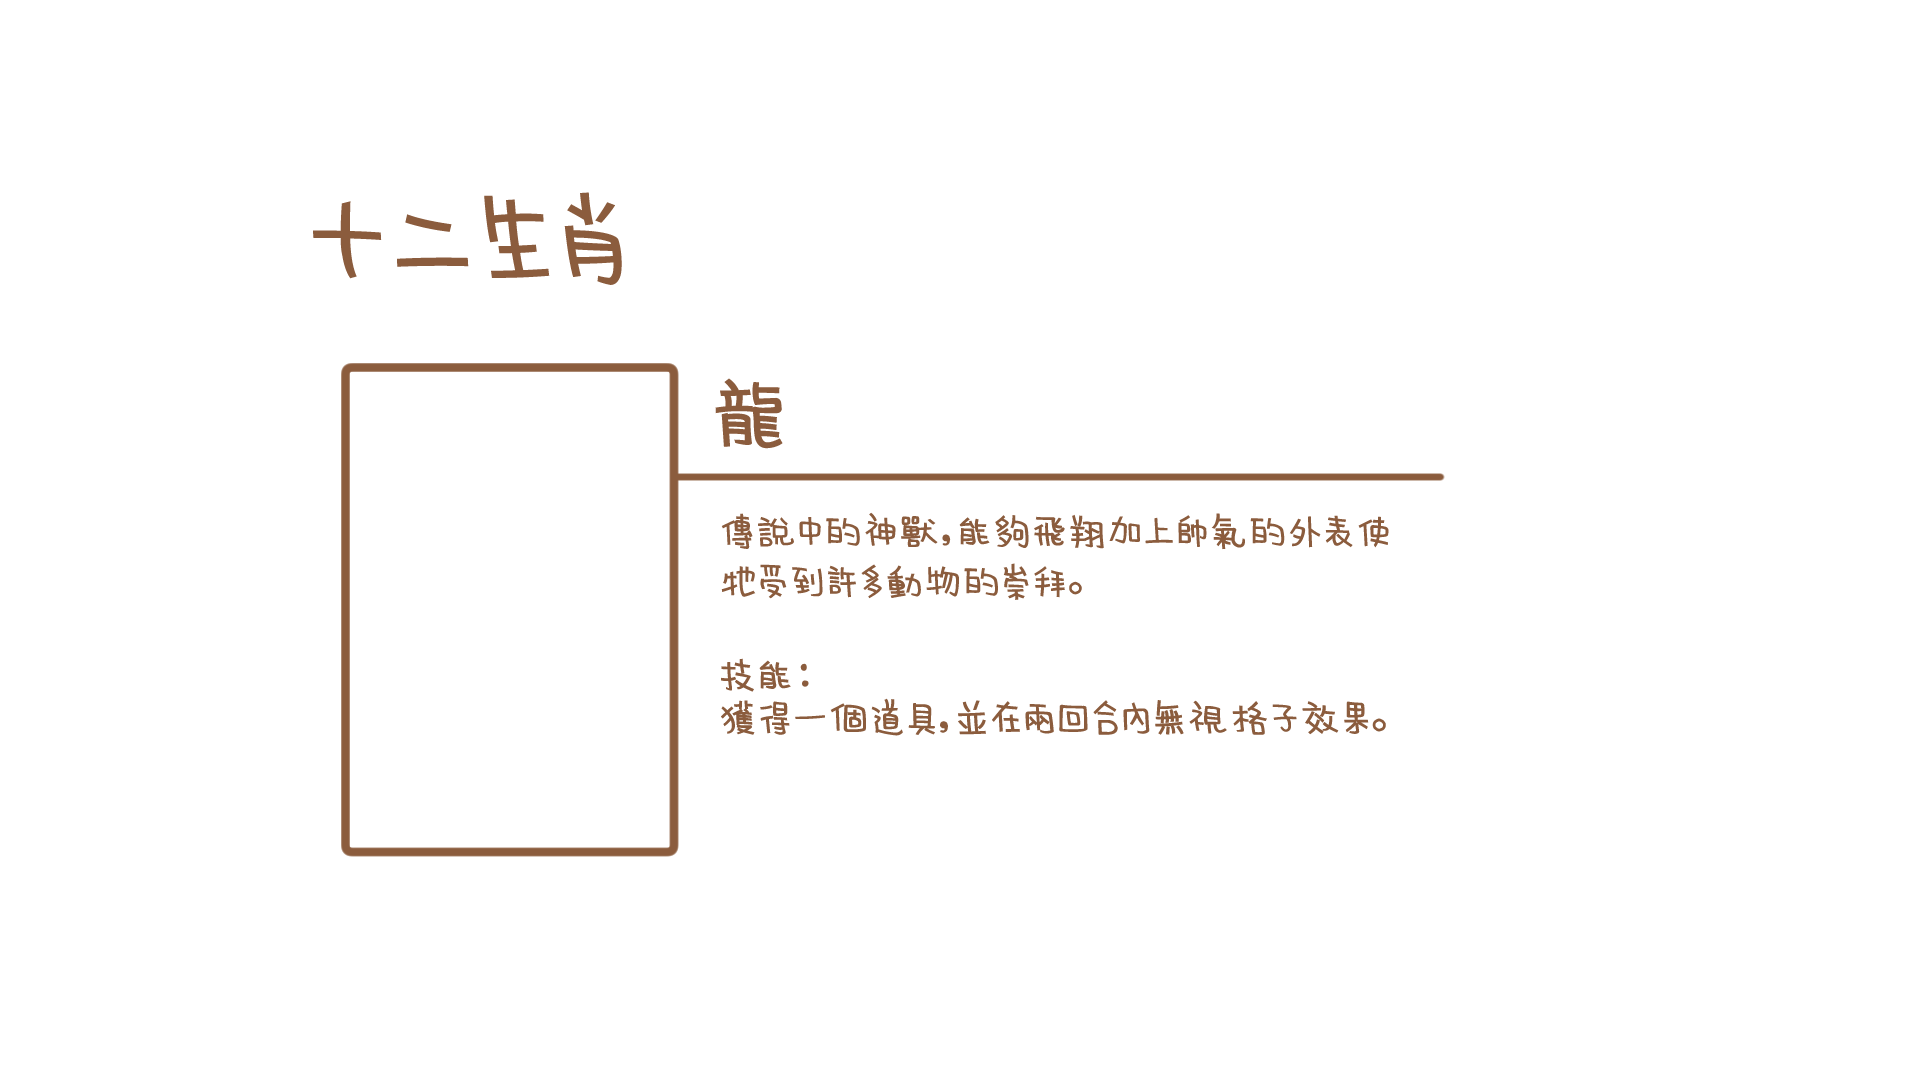 十二生肖
龍
傳說中的神獸,能夠飛翔加上帥氣的外表使
牠受到許多動物的崇拜。
技能：
獲得一個道具,並在兩回合內無視格子效果。